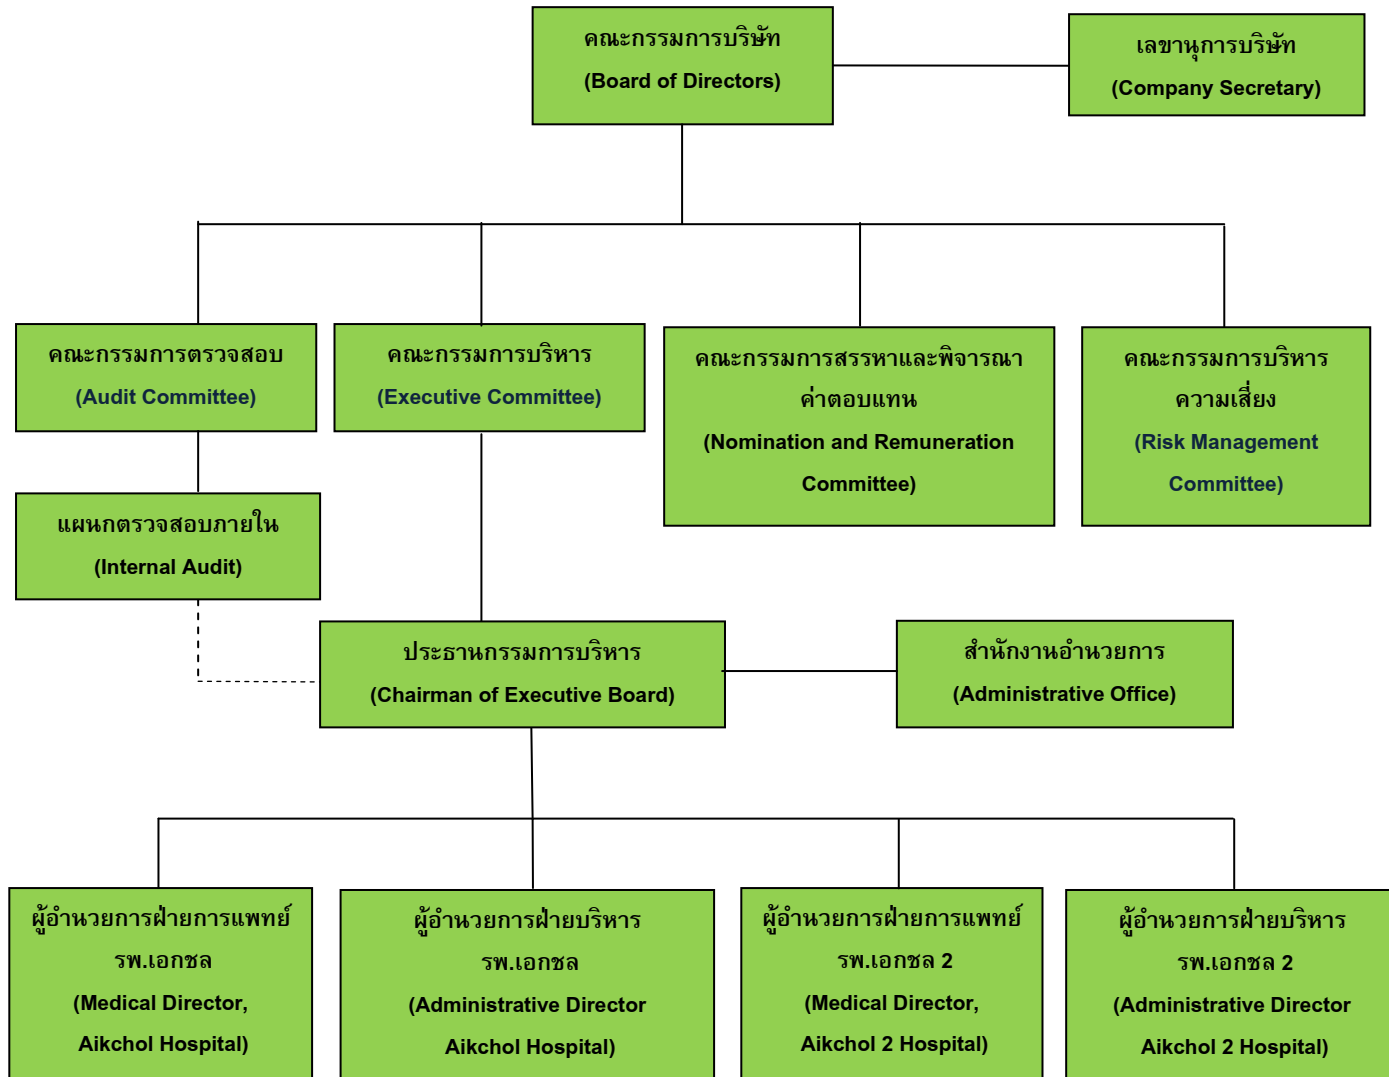 คณะกรรมการบริษัท
(Board of Directors)
เลขานุการบริษัท
(Company Secretary)
คณะกรรมการตรวจสอบ
(Audit Committee)
คณะกรรมการบริหาร
(Executive Committee)
คณะกรรมการสรรหาและพิจารณา
ค่าตอบแทน
(Nomination and Remuneration
Committee)
คณะกรรมการบริหาร
ความเสี่ยง
(Risk Management
Committee)
แผนกตรวจสอบภายใน
(Internal Audit)
ประธานกรรมการบริหาร
(Chairman of Executive Board)
สำนักงานอำนวยการ
(Administrative Office)
ผู้อำนวยการฝ่ายการแพทย์
รพ.เอกชล
(Medical Director,
Aikchol Hospital)
ผู้อำนวยการฝ่ายบริหาร
รพ.เอกชล
(Administrative Director
Aikchol Hospital)
ผู้อำนวยการฝ่ายการแพทย์
รพ.เอกชล 2
(Medical Director,
Aikchol 2 Hospital)
ผู้อำนวยการฝ่ายบริหาร
รพ.เอกชล 2
(Administrative Director
Aikchol 2 Hospital)